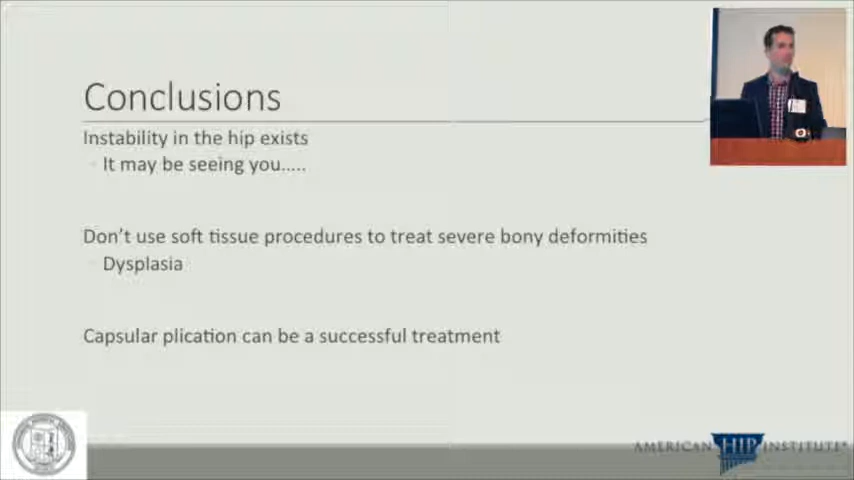 Conclusions
Instability in the hip exists
It may be seeing you.....
Don't use soft tissue procedures to treat severe bony deformities
Dysplasia
Capsular plication can be a successful treatment
AMERICAN HIP INSTITUTE